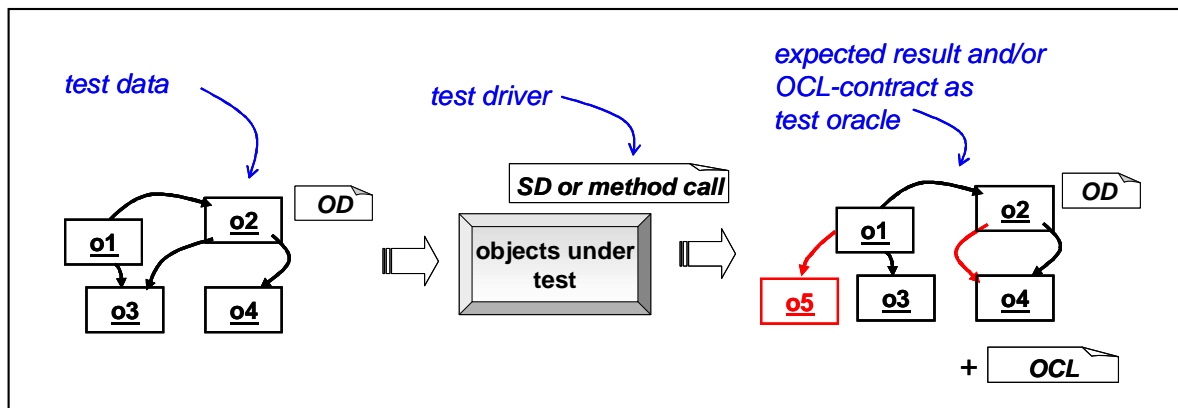 test data
test driver
expected result and/or
OCL-contract as
test oracle
OD
o1
o2
o3
o4
SD or method call
objects under
test
OD
o1
o2
o5
o3
o4
+ OCL